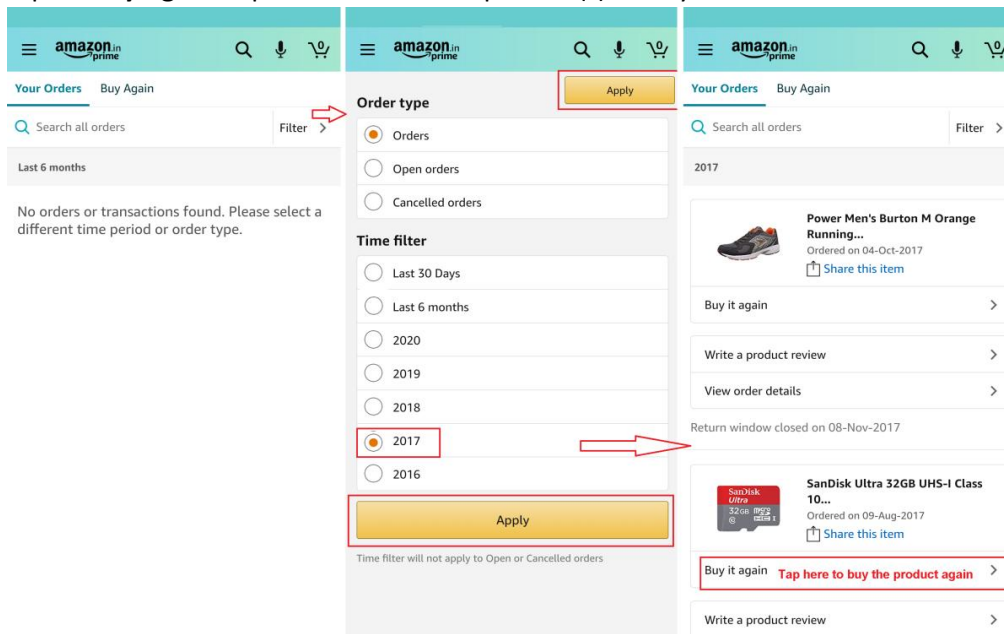 amazon.in
prime
Your Orders Buy Again
Search all orders Filter >
Last 6 months
No orders or transactions found. Please select a
different time period or order type.
amazon.in
prime
Apply
Order type
Orders
Open orders
Cancelled orders
Time filter
Last 30 Days
Last 6 months
2020
2019
2018
2017
2016
Apply
Time filter will not apply to Open or Cancelled orders
amazon.in
prime
Your Orders Buy Again
Search all orders Filter >
2017
Power Men's Burton M Orange
Running...
Ordered on 04-Oct-2017
Share this item
Buy it again >
Write a product review >
View order details >
Return window closed on 08-Nov-2017
SanDisk
Ultra
32GB
SanDisk Ultra 32GB UHS-I Class
10...
Ordered on 09-Aug-2017
Share this item
Buy it again Tap here to buy the product again >
Write a product review >